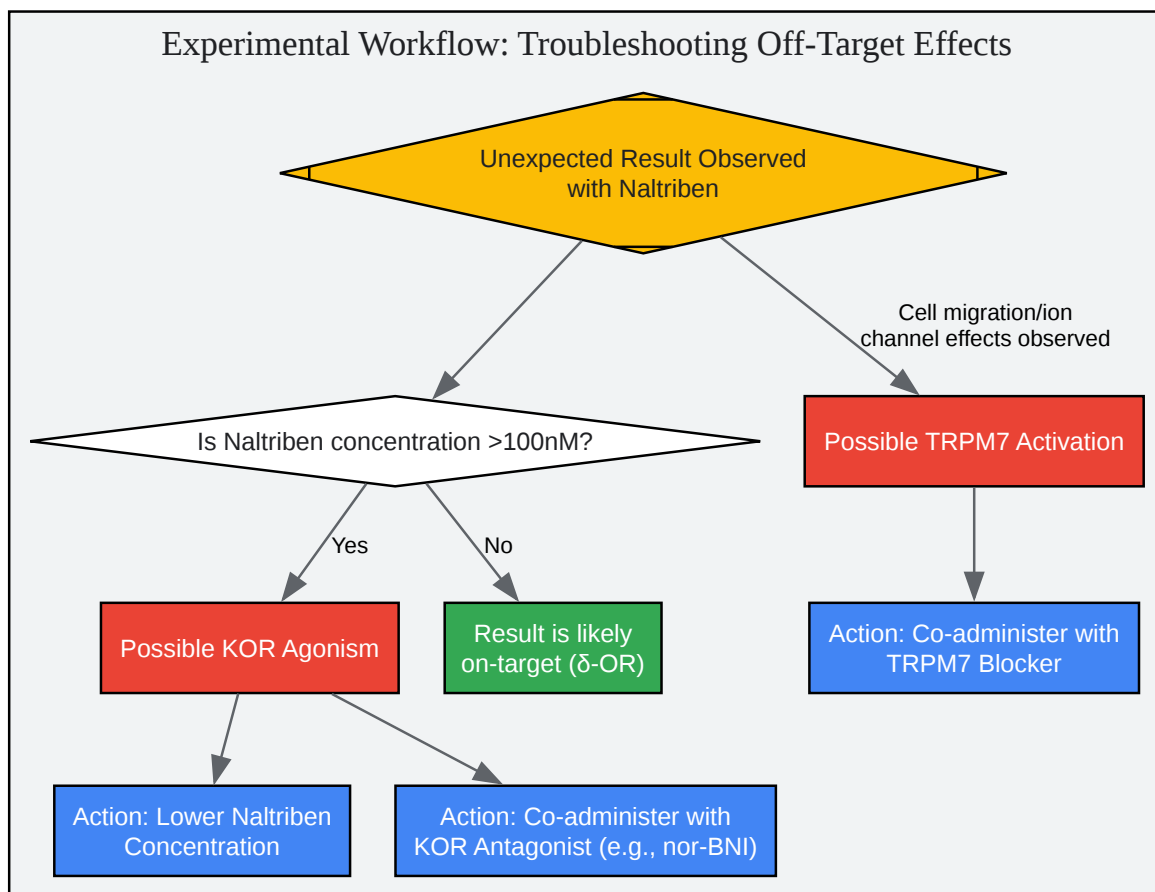 Experimental Workflow: Troubleshooting Off-Target Effects
Unexpected Result Observed
with Naltriben
Cell migration/ion
channel effects observed
Is Naltriben concentration >100nM?
Possible TRPM7 Activation
Yes
No
Possible KOR Agonism
Result is likely
on-target (δ-OR)
Action: Co-administer with
TRPM7 Blocker
Action: Lower Naltriben
Concentration
Action: Co-administer with
KOR Antagonist (e.g., nor-BNI)